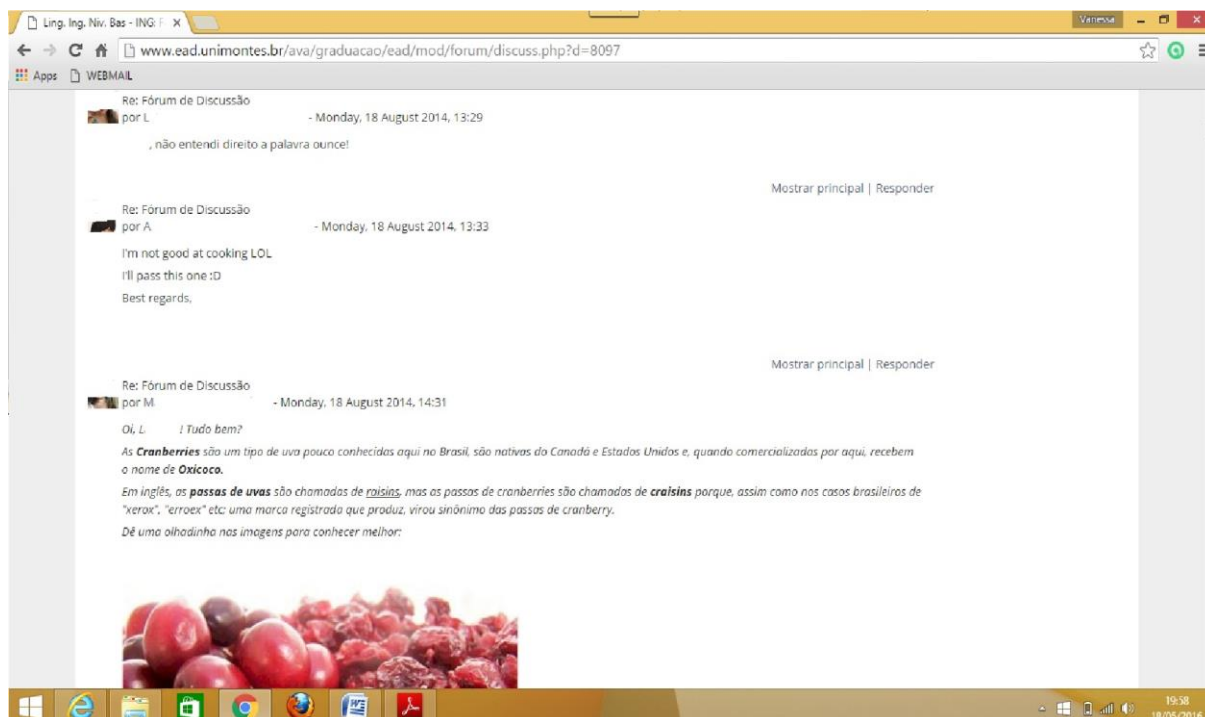 Ling. Ing. Niv. Bas - ING: F
Vanessa
www.ead.unimontes.br/ava/graduacao/ead/mod/forum/discuss.php?d=8097
Apps WEBMAIL
Re: Fórum de Discussão
por L - Monday, 18 August 2014, 13:29
, não entendi direito a palavra ounce!
Mostrar principal | Responder
Re: Fórum de Discussão
por A - Monday, 18 August 2014, 13:33
I'm not good at cooking LOL
I'll pass this one :D
Best regards,
Mostrar principal | Responder
Re: Fórum de Discussão
por M - Monday, 18 August 2014, 14:31
Oi, L ! Tudo bem?
As Cranberries são um tipo de uva pouco conhecidas aqui no Brasil, são nativas do Canadá e Estados Unidos e, quando comercializadas por aqui, recebem
o nome de Oxicoco.
Em inglês, as passas de uvas são chamadas de raisins, mas as passas de cranberries são chamadas de craisins porque, assim como nos casos brasileiros de
"xerox", "erroex" etc: uma marca registrada que produz, virou sinônimo das passas de cranberry.
Dê uma olhadinha nas imagens para conhecer melhor:
19:58
18/05/2016